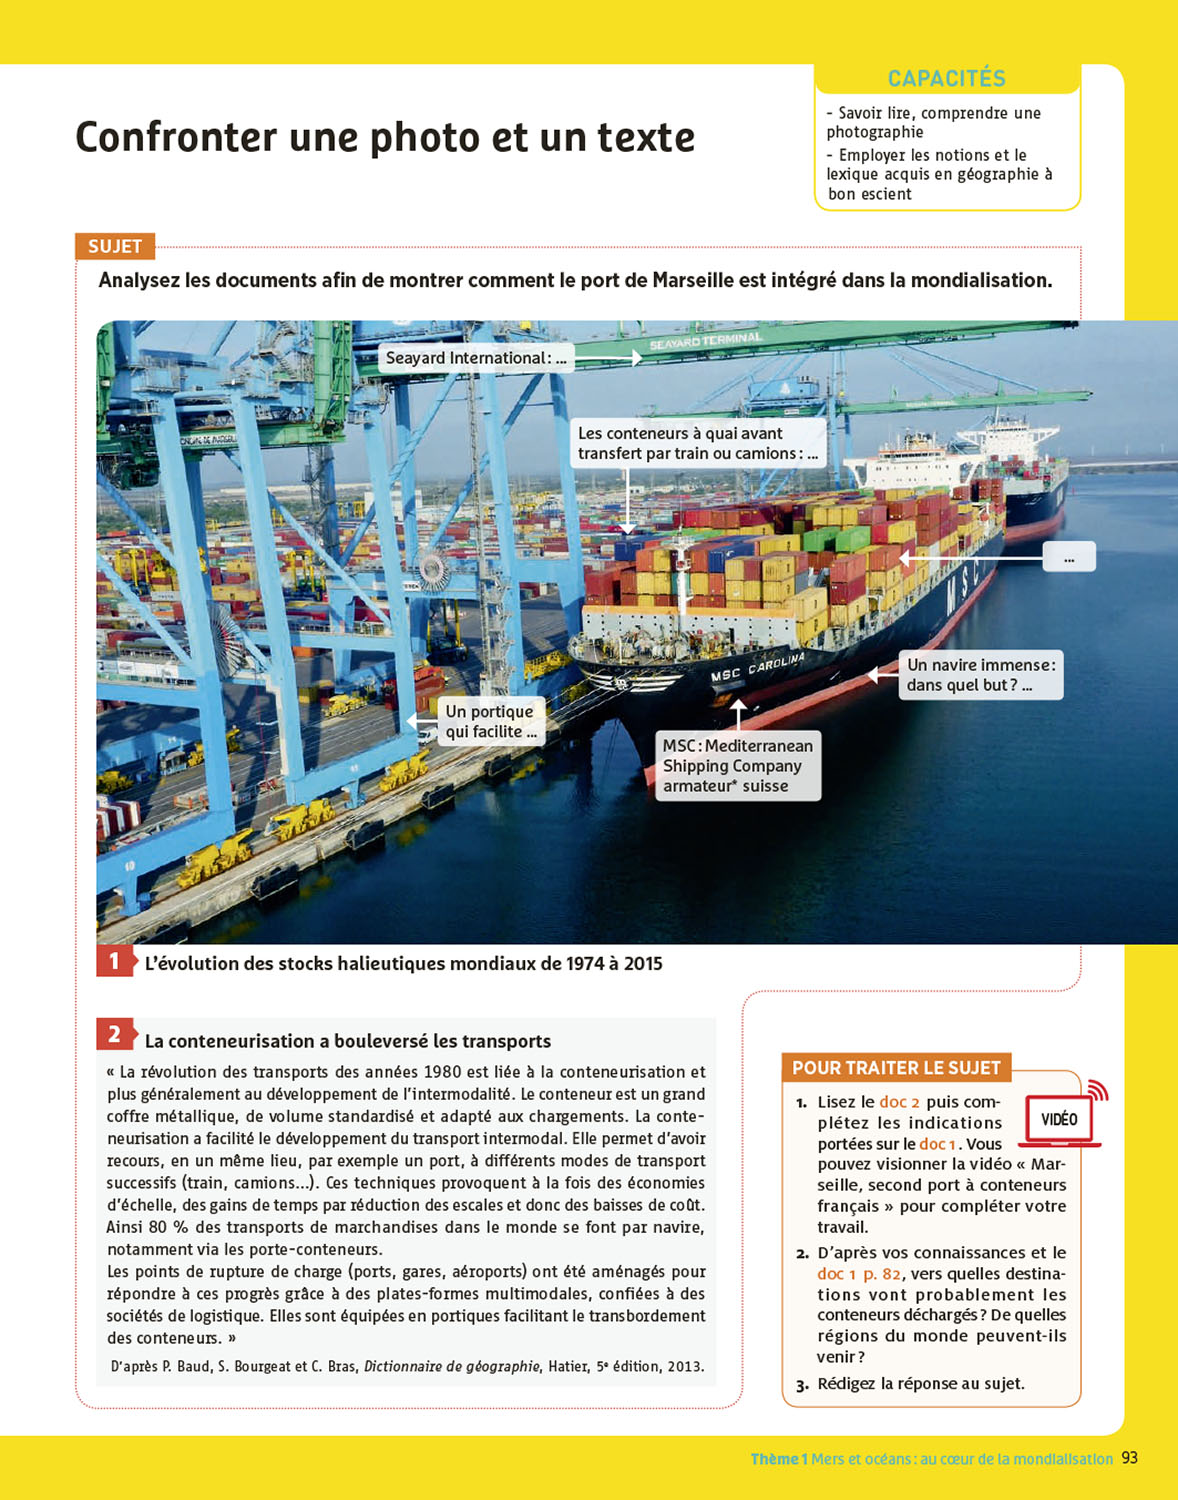 CAPACITÉS
- Savoir lire, comprendre une
photographie
- Employer les notions et le
lexique acquis en géographie à
bon escient
Confronter une photo et un texte
SUJET
Analysez les documents afin de montrer comment le port de Marseille est intégré dans la mondialisation.
SEAYARD TERMINAL
Seayard International : ...
Les conteneurs à quai avant
transfert par train ou camions : ...
...
MSC
MSC CAROLINA
Un navire immense :
dans quel but ? ...
Un portique
qui facilite ...
MSC : Mediterranean
Shipping Company
armateur* suisse
1 L'évolution des stocks halieutiques mondiaux de 1974 à 2015
2 La conteneurisation a bouleversé les transports
« La révolution des transports des années 1980 est liée à la conteneurisation et
plus généralement au développement de l'intermodalité. Le conteneur est un grand
coffre métallique, de volume standardisé et adapté aux chargements. La conte-
neurisation a facilité le développement du transport intermodal. Elle permet d'avoir
recours, en un même lieu, par exemple un port, à différents modes de transport
successifs (train, camions...). Ces techniques provoquent à la fois des économies
d'échelle, des gains de temps par réduction des escales et donc des baisses de coût.
Ainsi 80 % des transports de marchandises dans le monde se font par navire,
notamment via les porte-conteneurs.
Les points de rupture de charge (ports, gares, aéroports) ont été aménagés pour
répondre à ces progrès grâce à des plates-formes multimodales, confiées à des
sociétés de logistique. Elles sont équipées en portiques facilitant le transbordement
des conteneurs. »
D'après P. Baud, S. Bourgeat et C. Bras, Dictionnaire de géographie, Hatier, 5e édition, 2013.
POUR TRAITER LE SUJET
VIDÉO
1. Lisez le doc 2 puis com-
plétez les indications
portées sur le doc 1. Vous
pouvez visionner la vidéo « Mar-
seille, second port à conteneurs
français » pour compléter votre
travail.
2. D'après vos connaissances et le
doc 1 p. 82, vers quelles destina-
tions vont probablement les
conteneurs déchargés ? De quelles
régions du monde peuvent-ils
venir ?
3. Rédigez la réponse au sujet.
Thème 1 Mers et océans : au cœur de la mondialisation 93